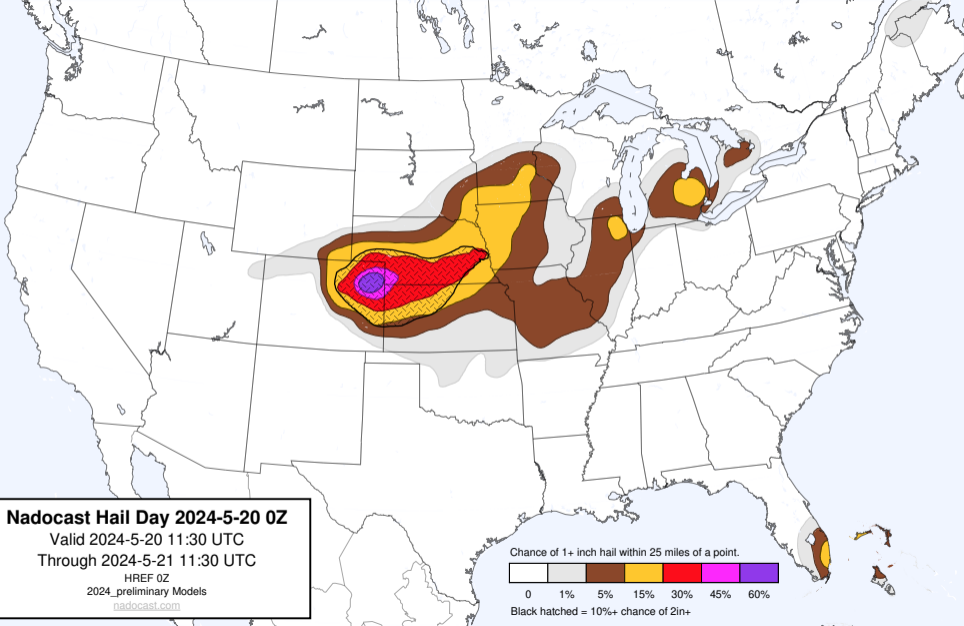 Nadocast Hail Day 2024-5-20 0Z
Valid 2024-5-20 11:30 UTC
Through 2024-5-21 11:30 UTC
HREF 0Z
2024_preliminary Models
nadocast.com
Chance of 1+ inch hail within 25 miles of a point.
0 1% 5% 15% 30% 45% 60%
Black hatched = 10%+ chance of 2in+